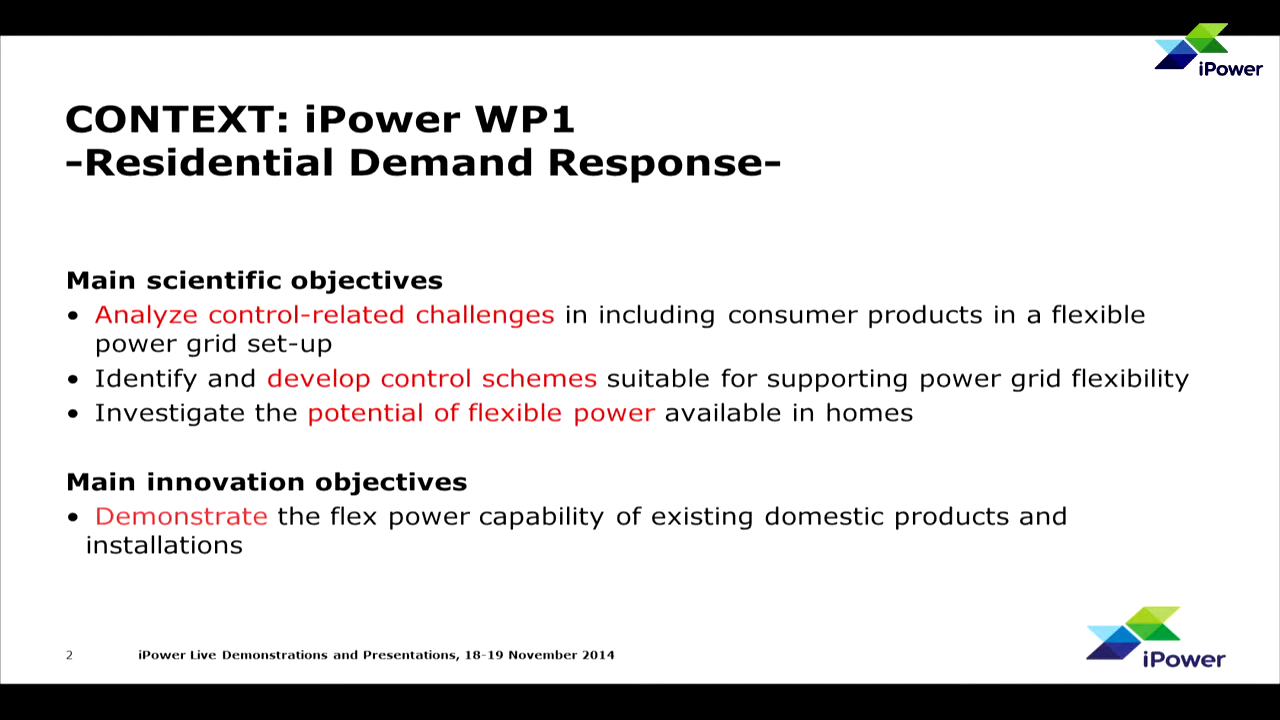 iPower
CONTEXT: iPower WP1
-Residential Demand Response-
Main scientific objectives
• Analyze control-related challenges in including consumer products in a flexible
power grid set-up
• Identify and develop control schemes suitable for supporting power grid flexibility
• Investigate the potential of flexible power available in homes
Main innovation objectives
• Demonstrate the flex power capability of existing domestic products and
installations
2 iPower Live Demonstrations and Presentations, 18-19 November 2014
iPower